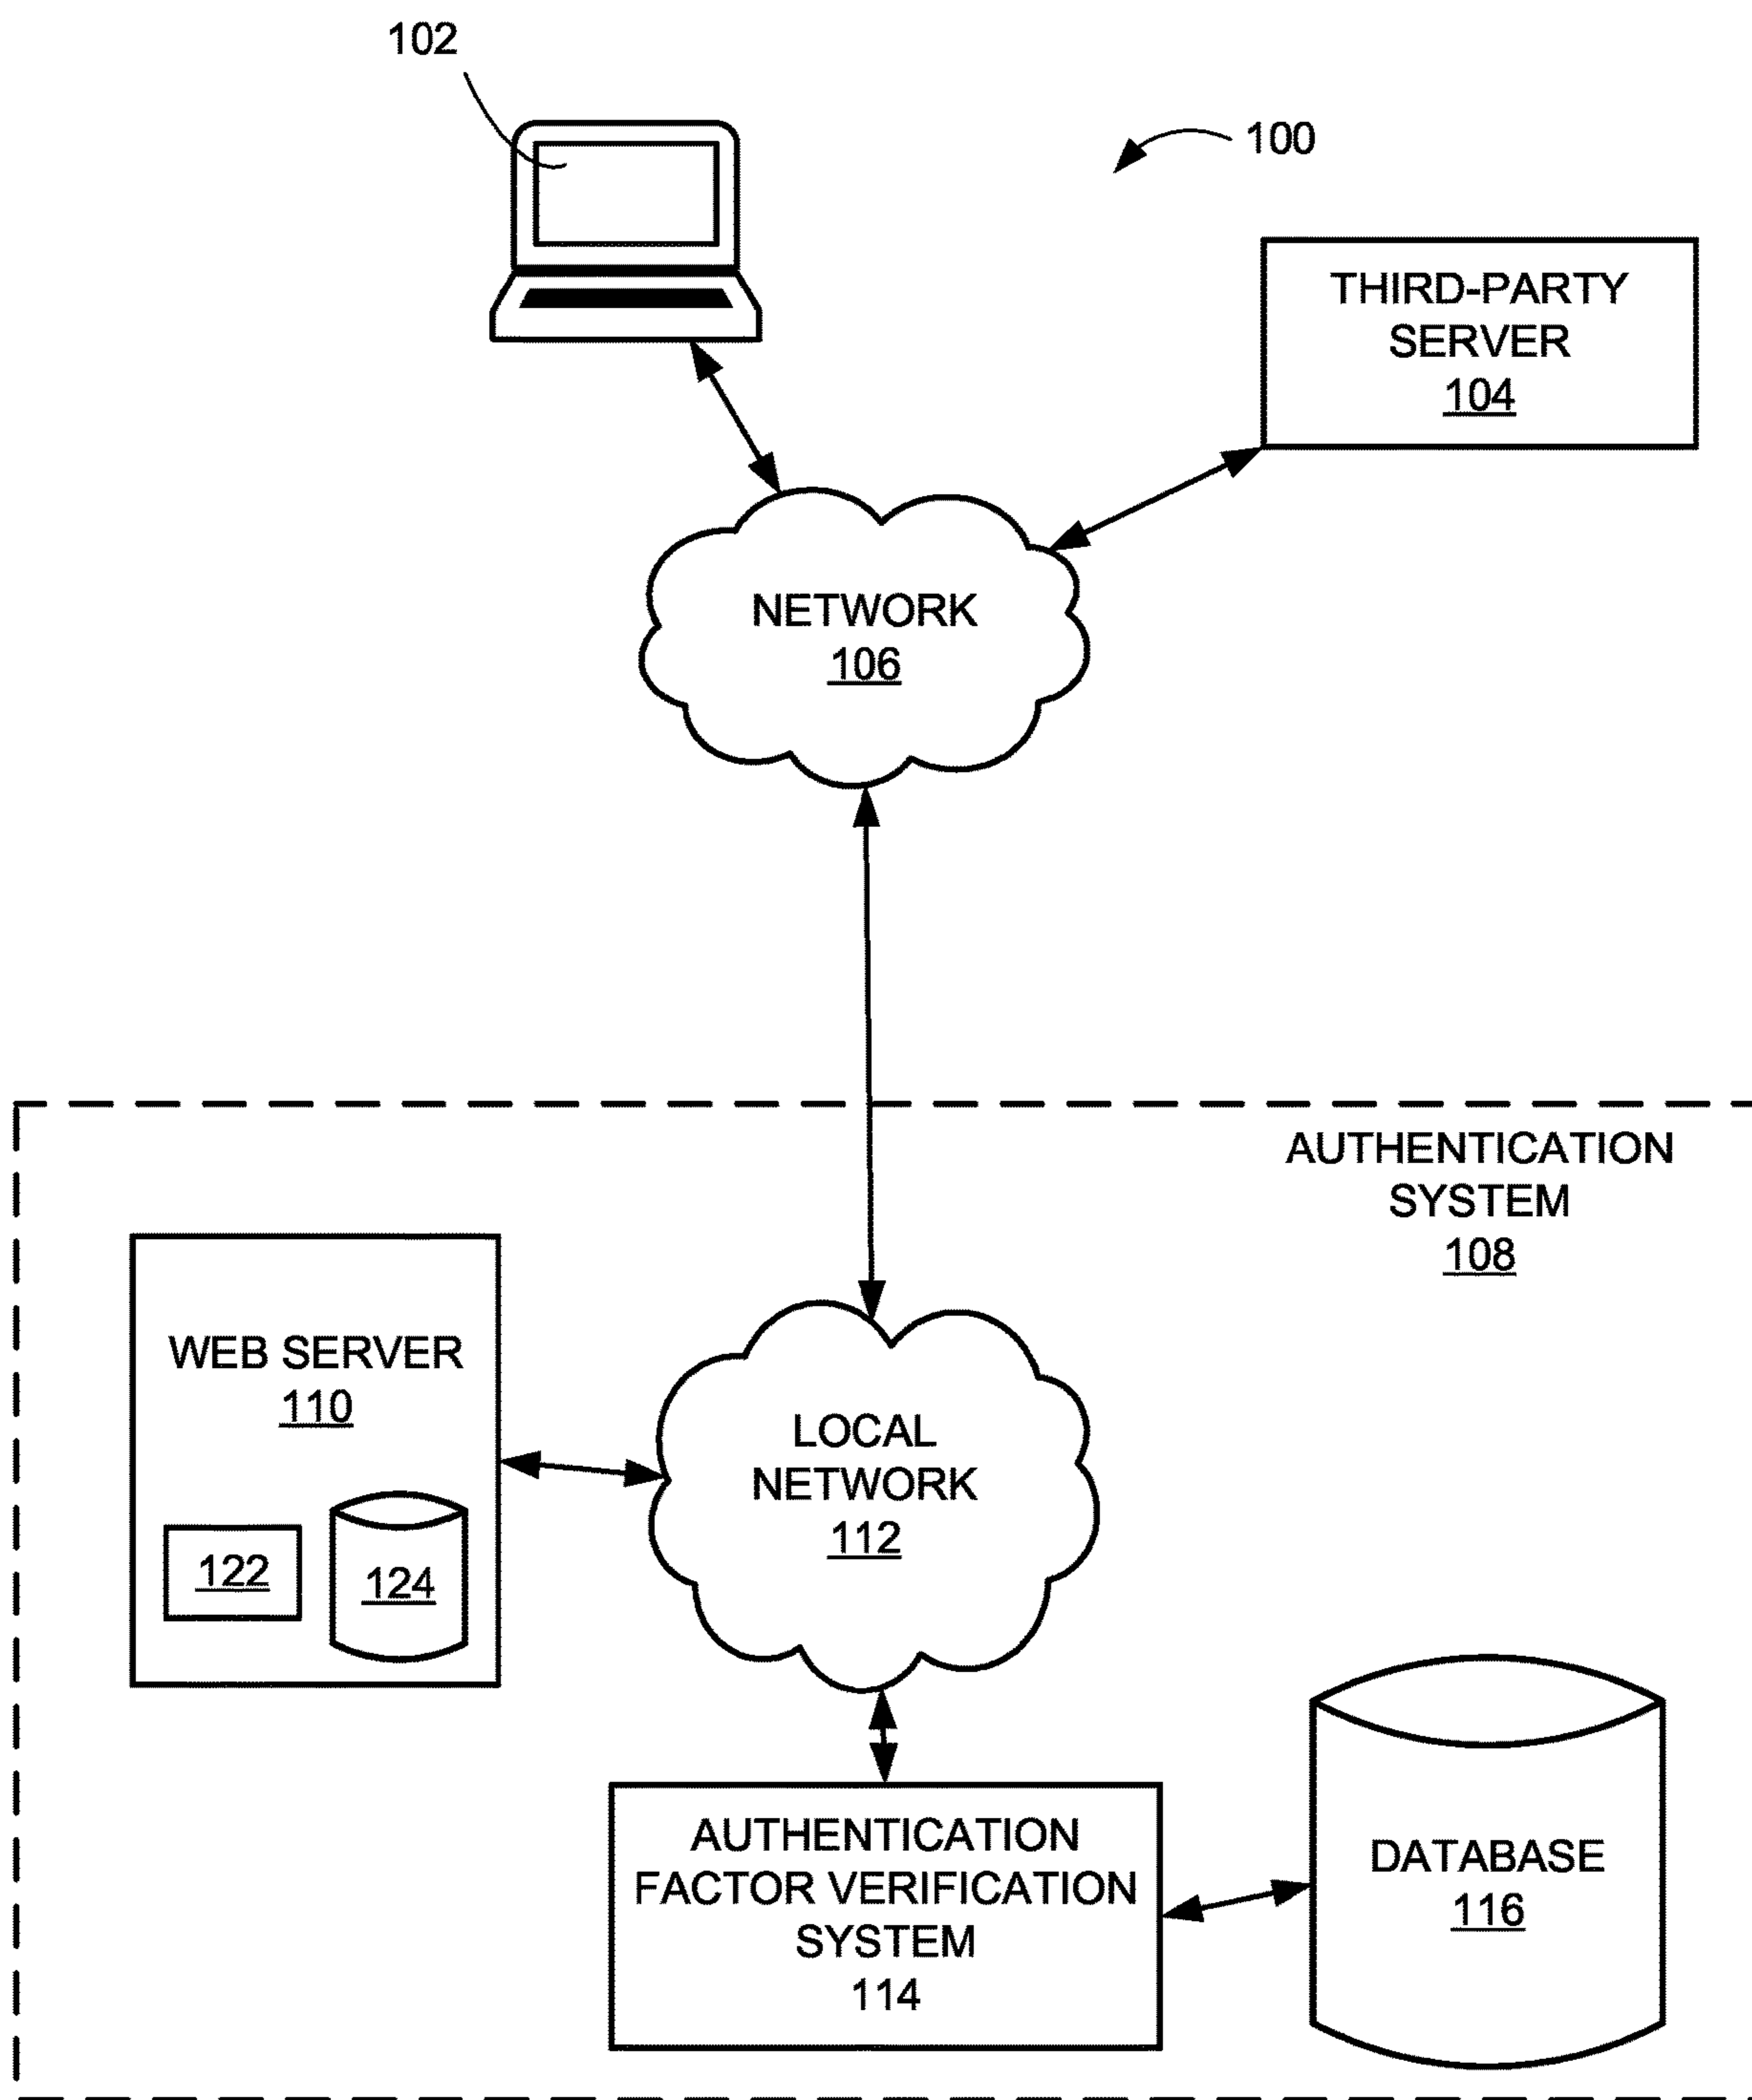 102
100
THIRD-PARTY
SERVER
104
NETWORK
106
AUTHENTICATION
SYSTEM
108
WEB SERVER
110
122
124
LOCAL
NETWORK
112
AUTHENTICATION
FACTOR VERIFICATION
SYSTEM
114
DATABASE
116